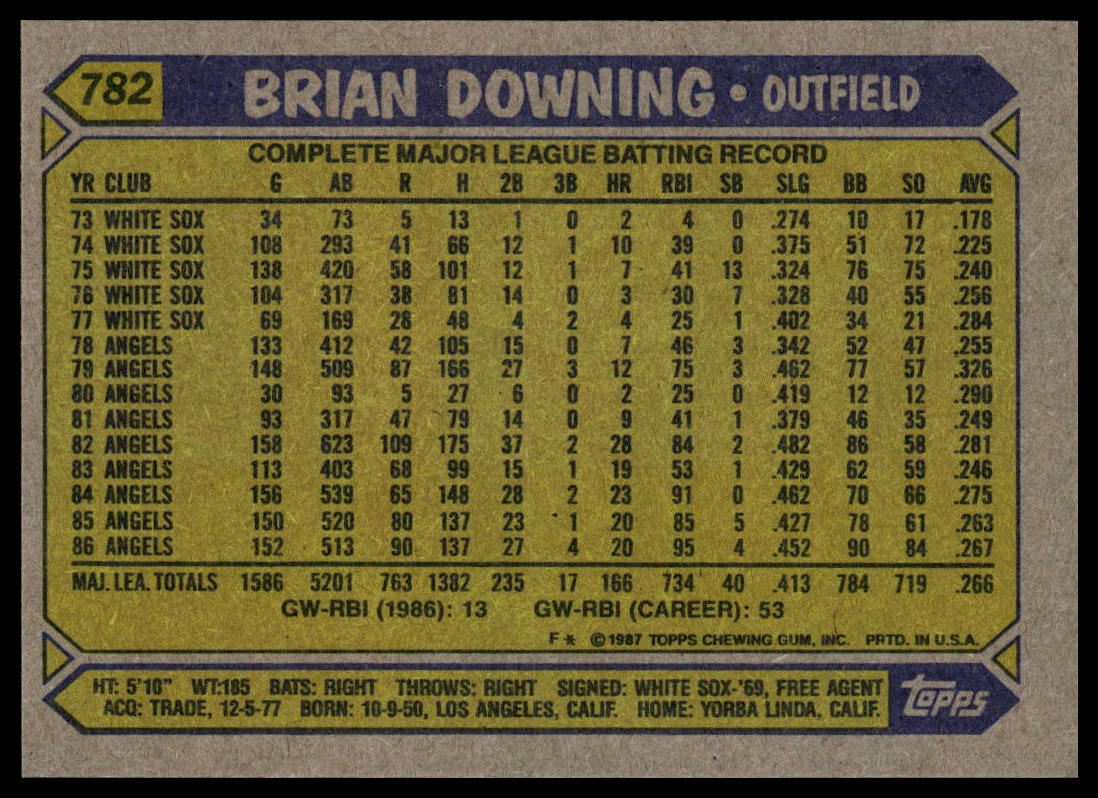 782 BRIAN DOWNING • OUTFIELD
COMPLETE MAJOR LEAGUE BATTING RECORD
YR CLUB G AB R H 2B 3B HR RBI SB SLG BB SO AVG
73 WHITE SOX 34 73 5 13 1 0 2 4 0 .274 10 17 .178
74 WHITE SOX 108 293 41 66 12 1 10 39 0 .375 51 72 .225
75 WHITE SOX 138 420 58 101 12 1 7 41 13 .324 76 75 .240
76 WHITE SOX 104 317 38 81 14 0 3 30 7 .328 40 55 .256
77 WHITE SOX 69 169 28 48 4 2 4 25 1 .402 34 21 .284
78 ANGELS 133 412 42 105 15 0 7 46 3 .342 52 47 .255
79 ANGELS 148 509 87 166 27 3 12 75 3 .462 77 57 .326
80 ANGELS 30 93 5 27 6 0 2 25 0 .419 12 12 .290
81 ANGELS 93 317 47 79 14 0 9 41 1 .379 46 35 .249
82 ANGELS 158 623 109 175 37 2 28 84 2 .482 86 58 .281
83 ANGELS 113 403 68 99 15 1 19 53 1 .429 62 59 .246
84 ANGELS 156 539 65 148 28 2 23 91 0 .462 70 66 .275
85 ANGELS 150 520 80 137 23 1 20 85 5 .427 78 61 .263
86 ANGELS 152 513 90 137 27 4 20 95 4 .452 90 84 .267
MAJ. LEA. TOTALS 1586 5201 763 1382 235 17 166 734 40 .413 784 719 .266
GW-RBI (1986): 13 GW-RBI (CAREER): 53
F * ©1987 TOPPS CHEWING GUM, INC. PRTD. IN U.S.A.
HT: 5'10" WT:185 BATS: RIGHT THROWS: RIGHT SIGNED: WHITE SOX-'69, FREE AGENT
ACQ: TRADE, 12-5-77 BORN: 10-9-50, LOS ANGELES, CALIF. HOME: YORBA LINDA, CALIF.
topps